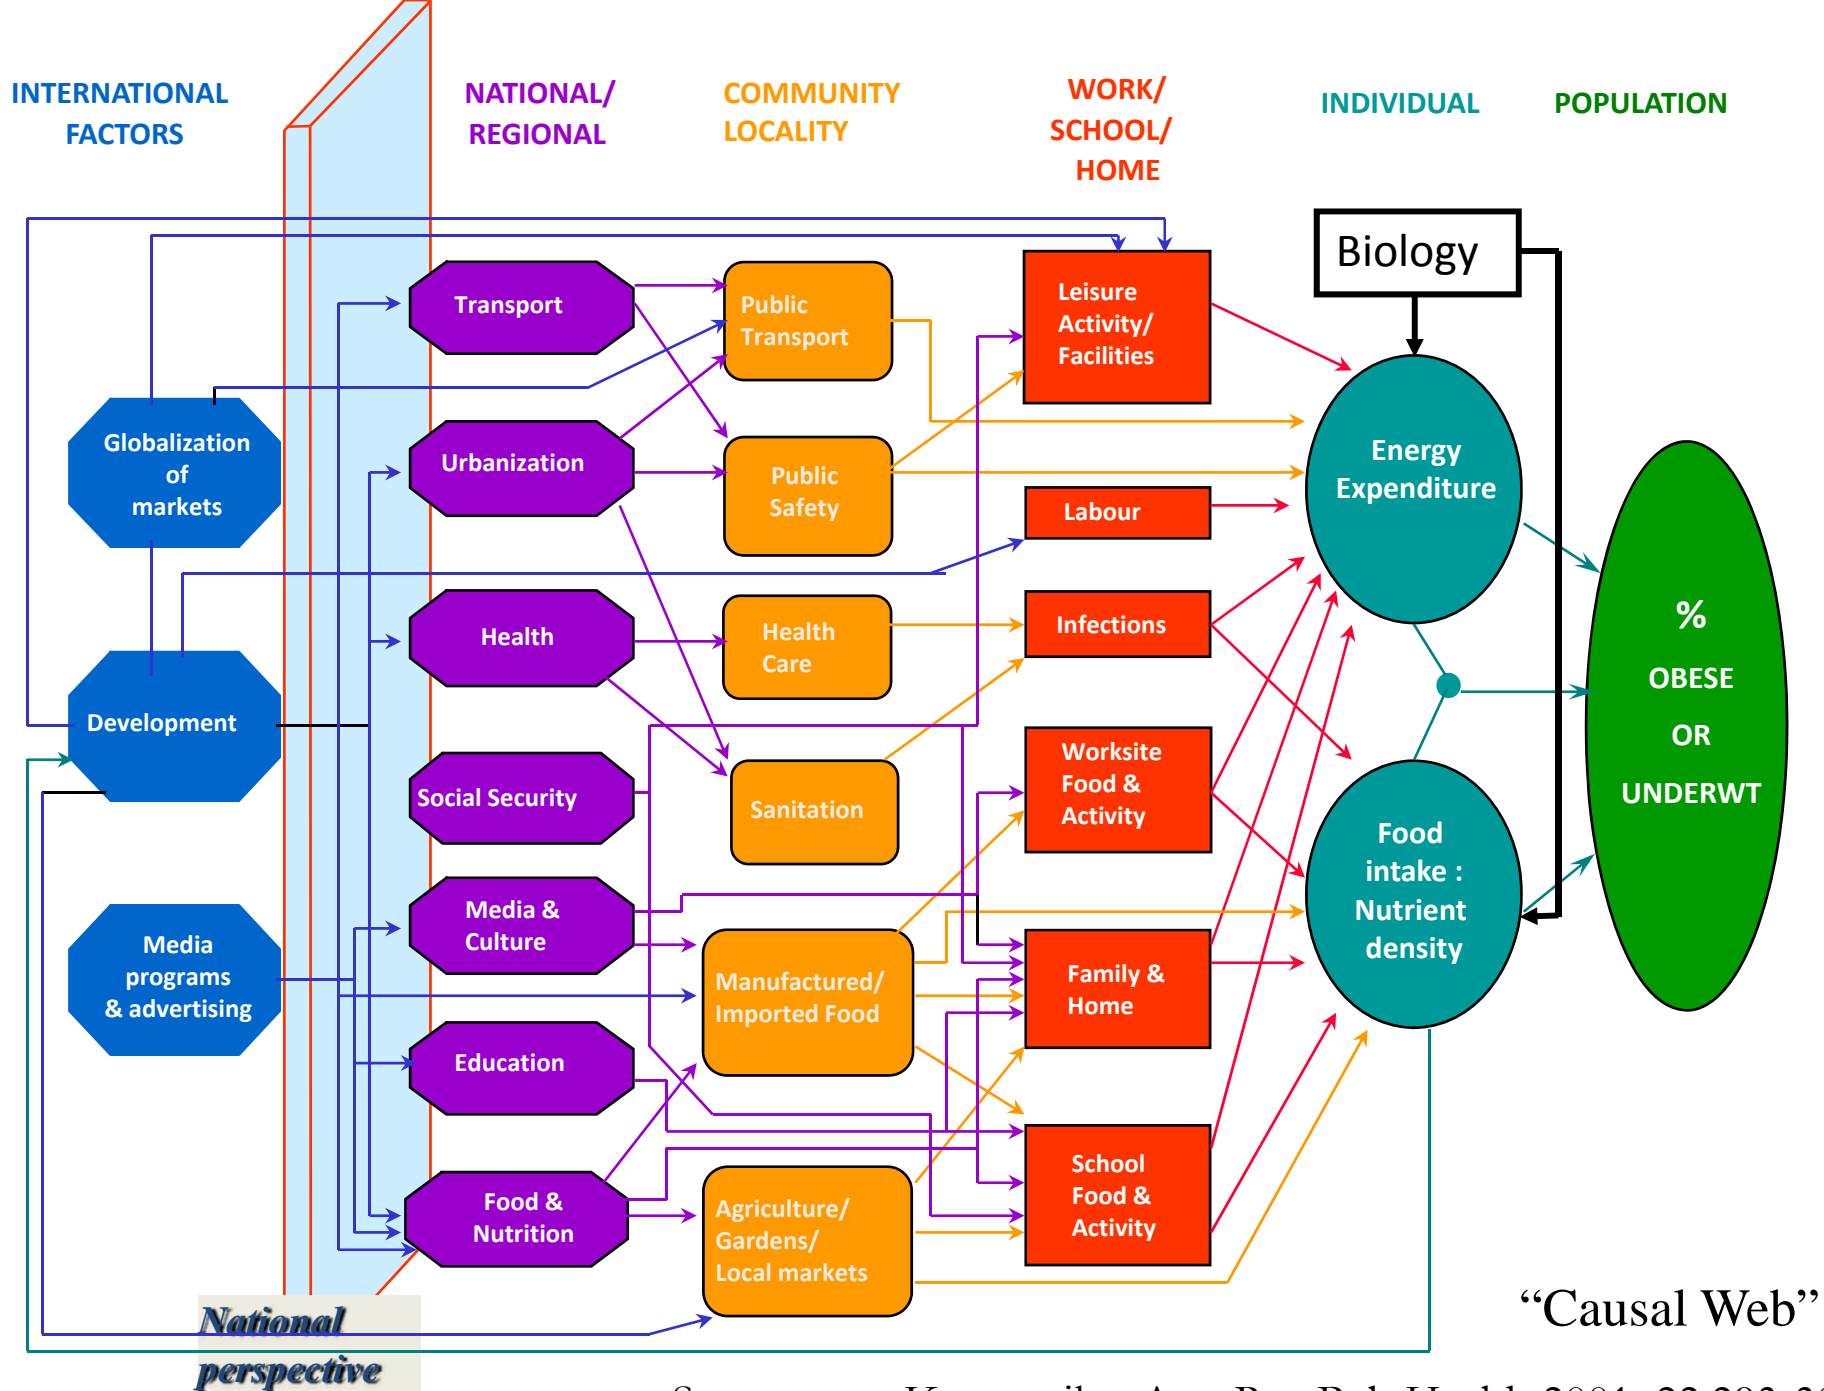 INTERNATIONAL
FACTORS
NATIONAL/
REGIONAL
COMMUNITY
LOCALITY
WORK/
SCHOOL/
HOME
INDIVIDUAL
POPULATION
Globalization
of
markets
Development
Media
programs
& advertising
Transport
Urbanization
Health
Social Security
Media &
Culture
Education
Food &
Nutrition
Public
Transport
Public
Safety
Health
Care
Sanitation
Manufactured/
Imported Food
Agriculture/
Gardens/
Local markets
Leisure
Activity/
Facilities
Labour
Infections
Worksite
Food &
Activity
Family &
Home
School
Food &
Activity
Biology
Energy
Expenditure
Food
intake :
Nutrient
density
%
OBESE
OR
UNDERWT
National
perspective
“Causal Web”